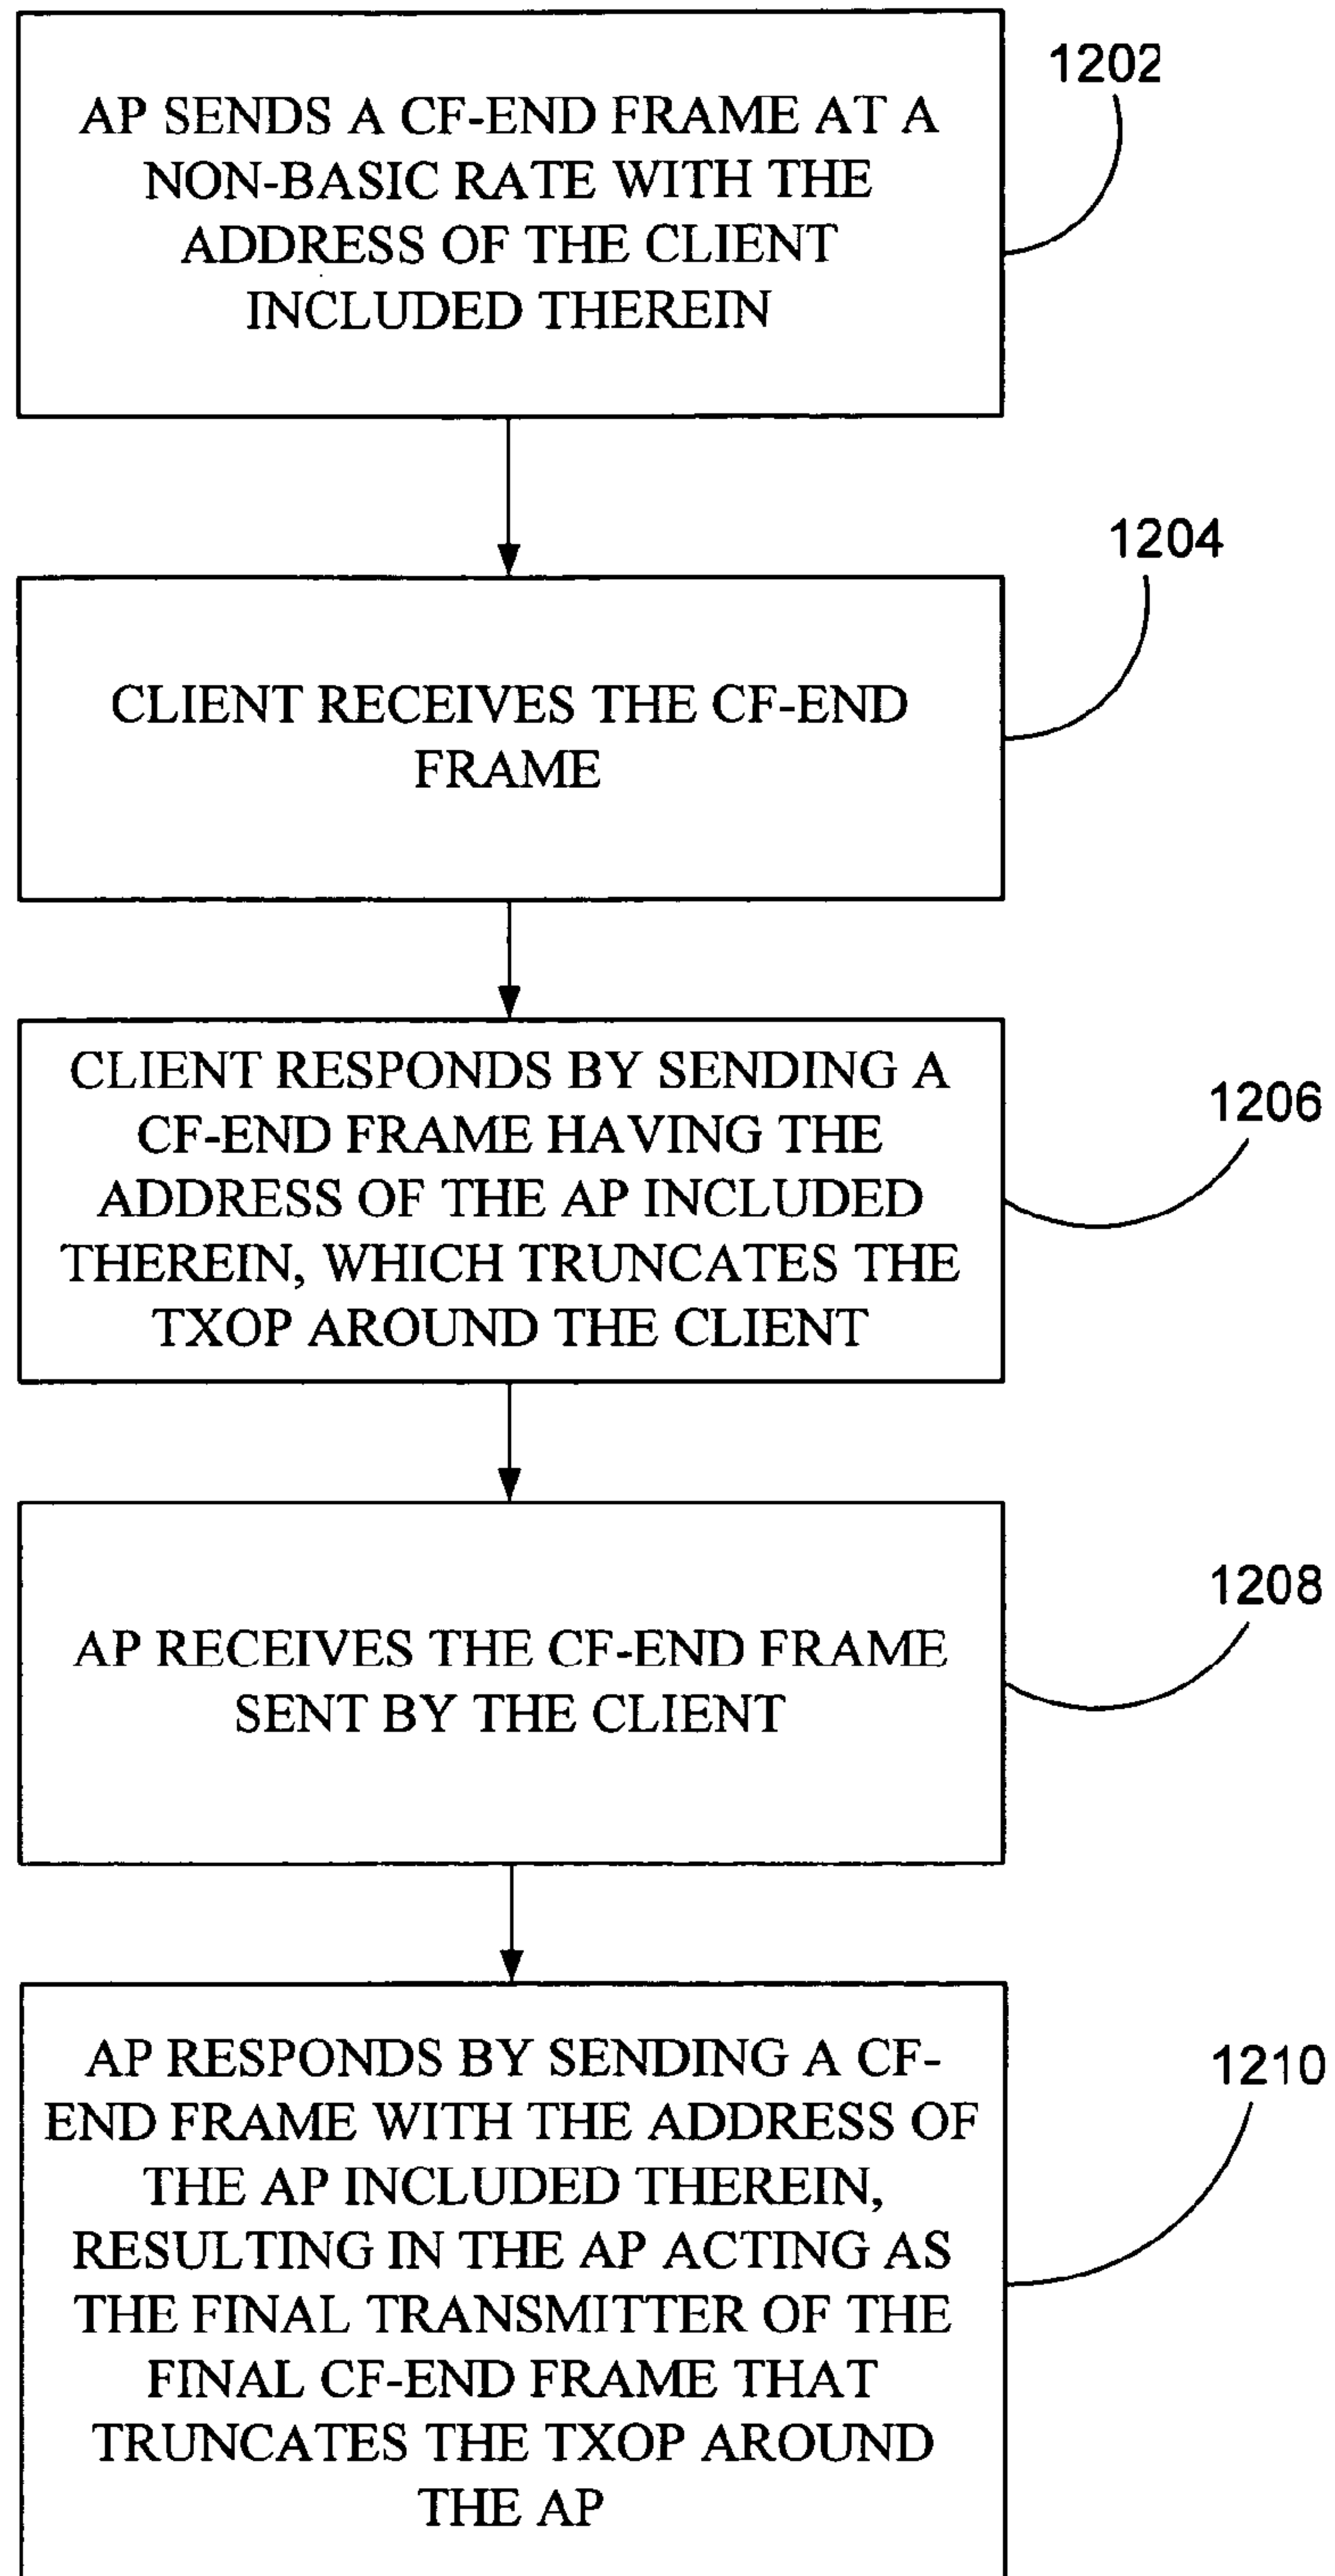 1202
AP SENDS A CF-END FRAME AT A
NON-BASIC RATE WITH THE
ADDRESS OF THE CLIENT
INCLUDED THEREIN
1204
CLIENT RECEIVES THE CF-END
FRAME
1206
CLIENT RESPONDS BY SENDING A
CF-END FRAME HAVING THE
ADDRESS OF THE AP INCLUDED
THEREIN, WHICH TRUNCATES THE
TXOP AROUND THE CLIENT
1208
AP RECEIVES THE CF-END FRAME
SENT BY THE CLIENT
1210
AP RESPONDS BY SENDING A CF-
END FRAME WITH THE ADDRESS OF
THE AP INCLUDED THEREIN,
RESULTING IN THE AP ACTING AS
THE FINAL TRANSMITTER OF THE
FINAL CF-END FRAME THAT
TRUNCATES THE TXOP AROUND
THE AP